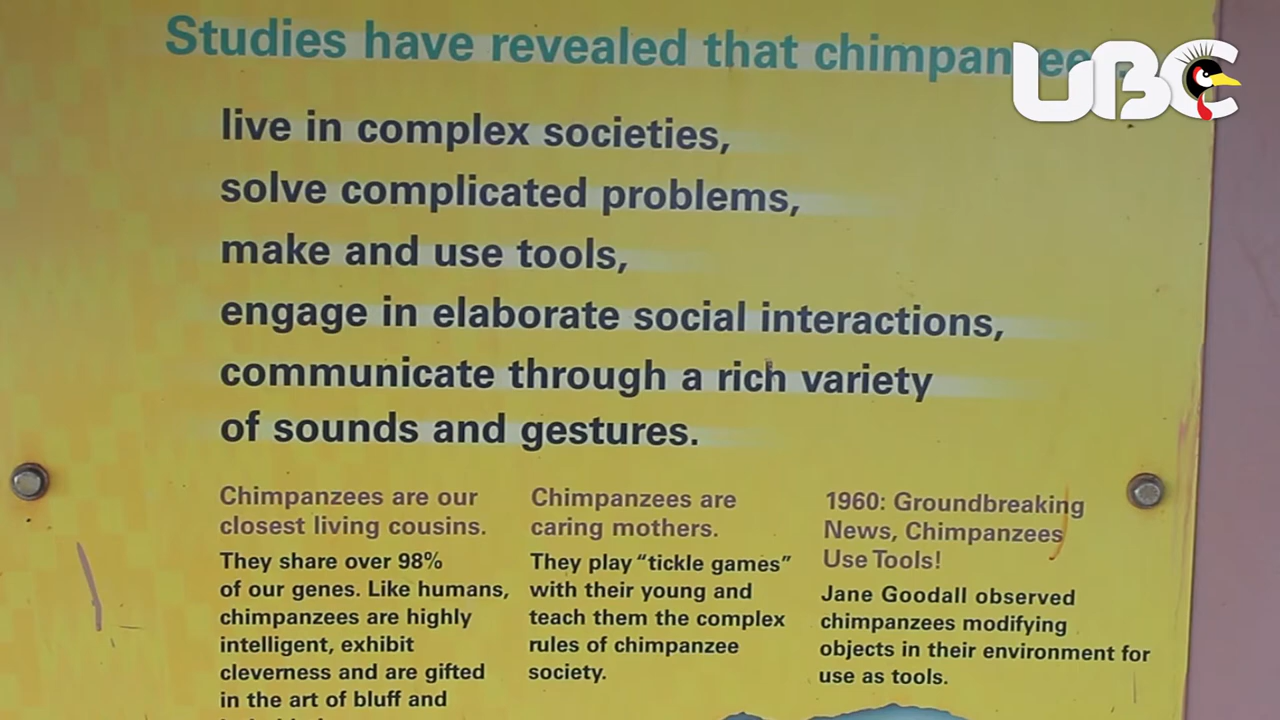 Studies have revealed that chimpanzees
UBC
live in complex societies,
solve complicated problems,
make and use tools,
engage in elaborate social interactions,
communicate through a rich variety
of sounds and gestures.
Chimpanzees are our
closest living cousins.
They share over 98%
of our genes. Like humans,
chimpanzees are highly
intelligent, exhibit
cleverness and are gifted
in the art of bluff and
Chimpanzees are
caring mothers.
They play “tickle games”
with their young and
teach them the complex
rules of chimpanzee
society.
1960: Groundbreaking
News, Chimpanzees
Use Tools!
Jane Goodall observed
chimpanzees modifying
objects in their environment for
use as tools.